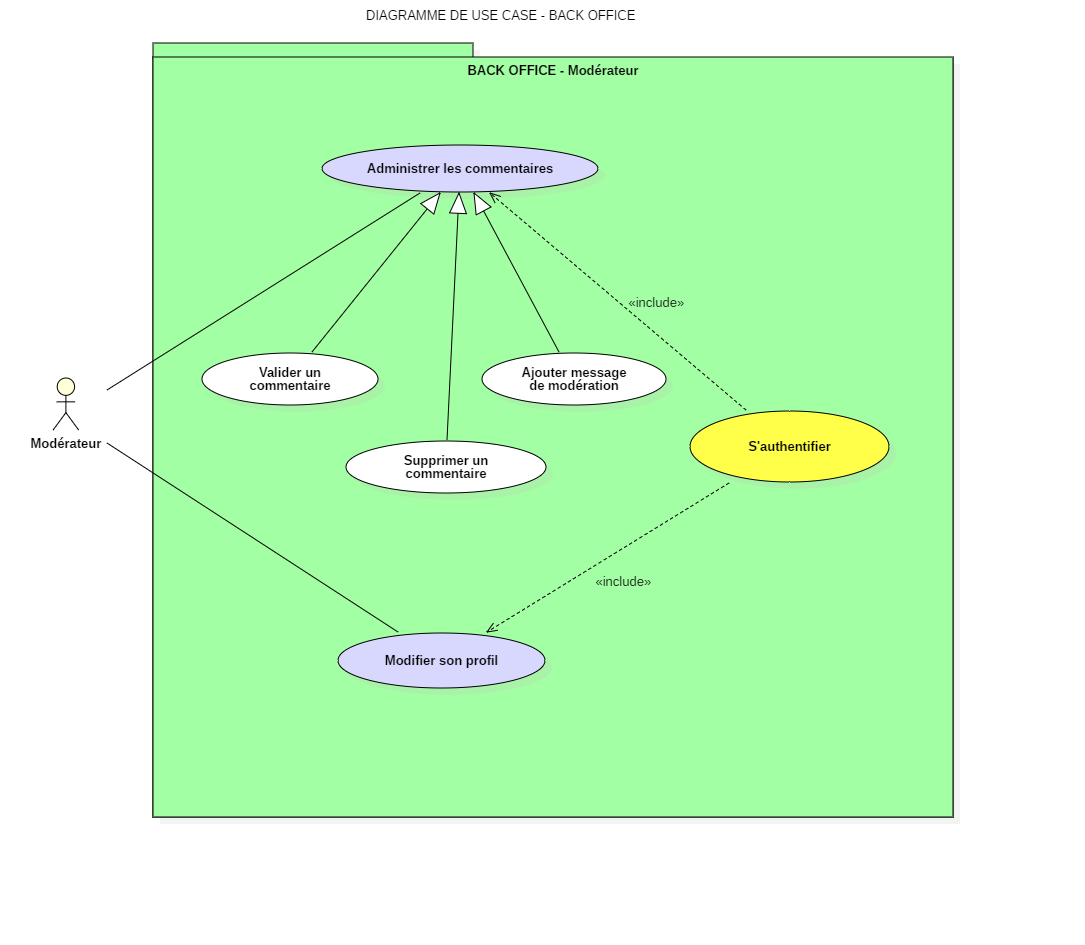 DIAGRAMME DE USE CASE - BACK OFFICE
BACK OFFICE - Modérateur
Administrer les commentaires
«include»
Valider un
commentaire
Ajouter message
de modération
Modérateur
Supprimer un
commentaire
S'authentifier
«include»
Modifier son profil